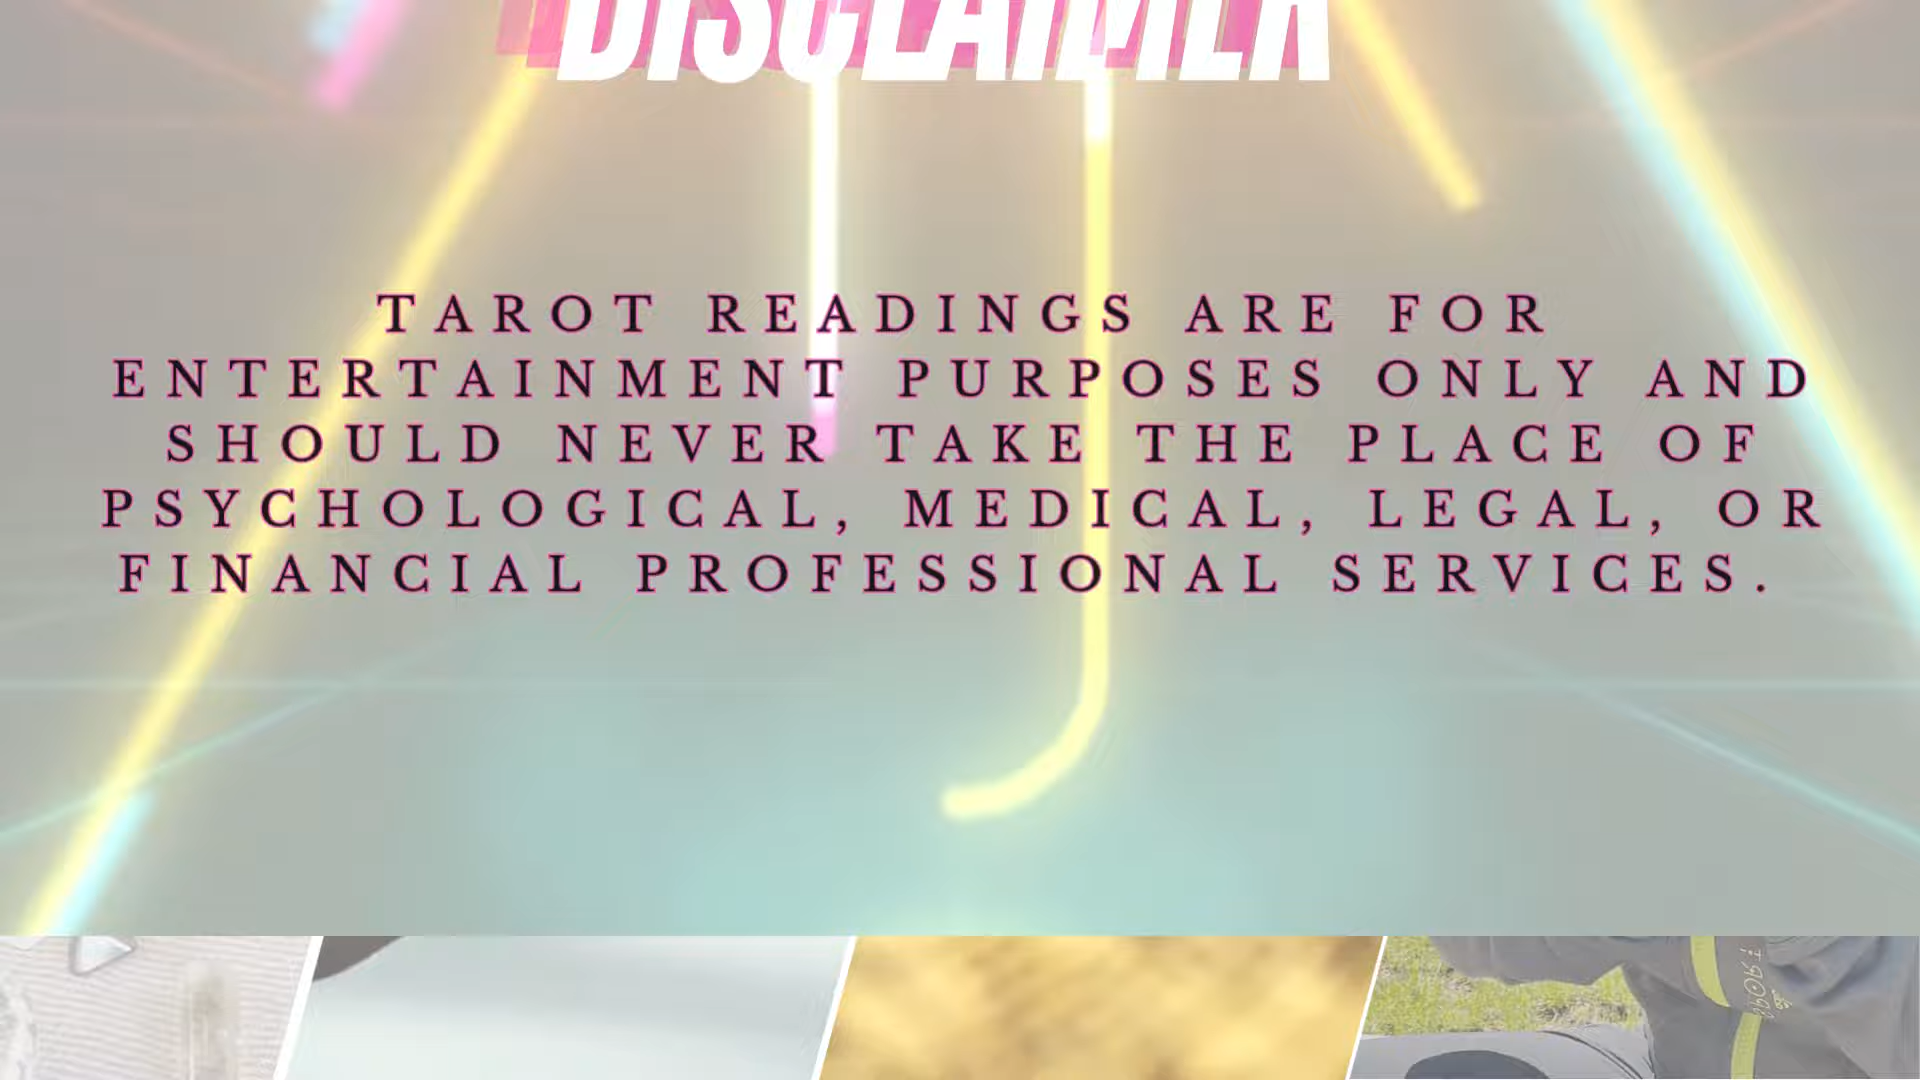 DISCLAIMER
TAROT READINGS ARE FOR
ENTERTAINMENT PURPOSES ONLY AND
SHOULD NEVER TAKE THE PLACE OF
PSYCHOLOGICAL, MEDICAL, LEGAL, OR
FINANCIAL PROFESSIONAL SERVICES.